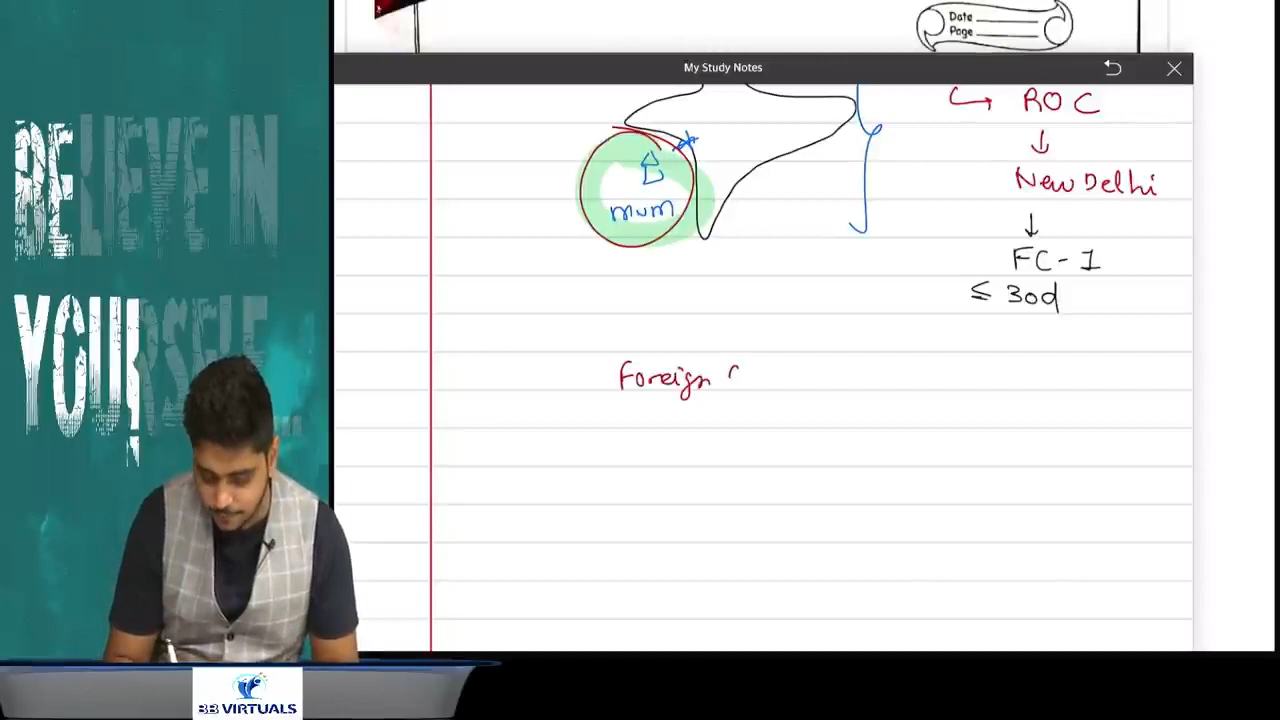 BELIEVE IN
YOURSELF...
Date
Page
My Study Notes
ROC
New Delhi
FC - 1
≤ 30d
mum
Foreign
BB VIRTUALS